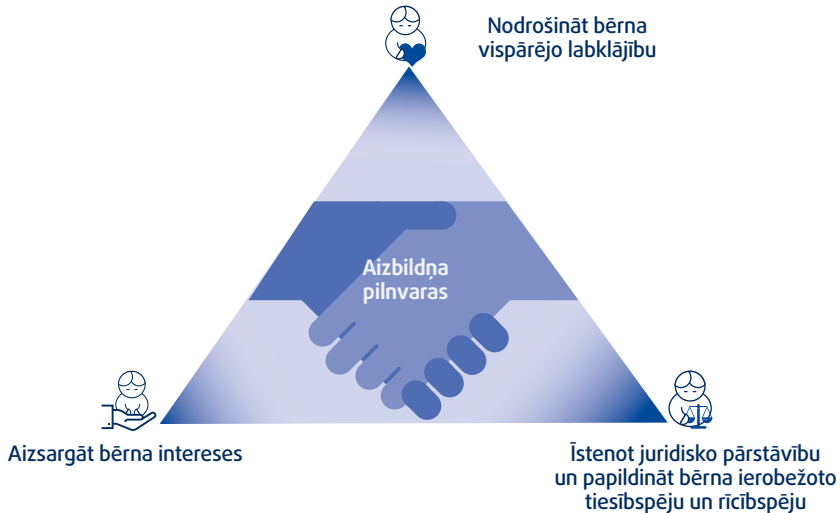 Nodrošināt bērna
vispārējo labklājību
Aizbildņa
pilnvaras
Aizsargāt bērna intereses
Īstenot juridisko pārstāvību
un papildināt bērna ierobežoto
tiesībspēju un rīcībspēju